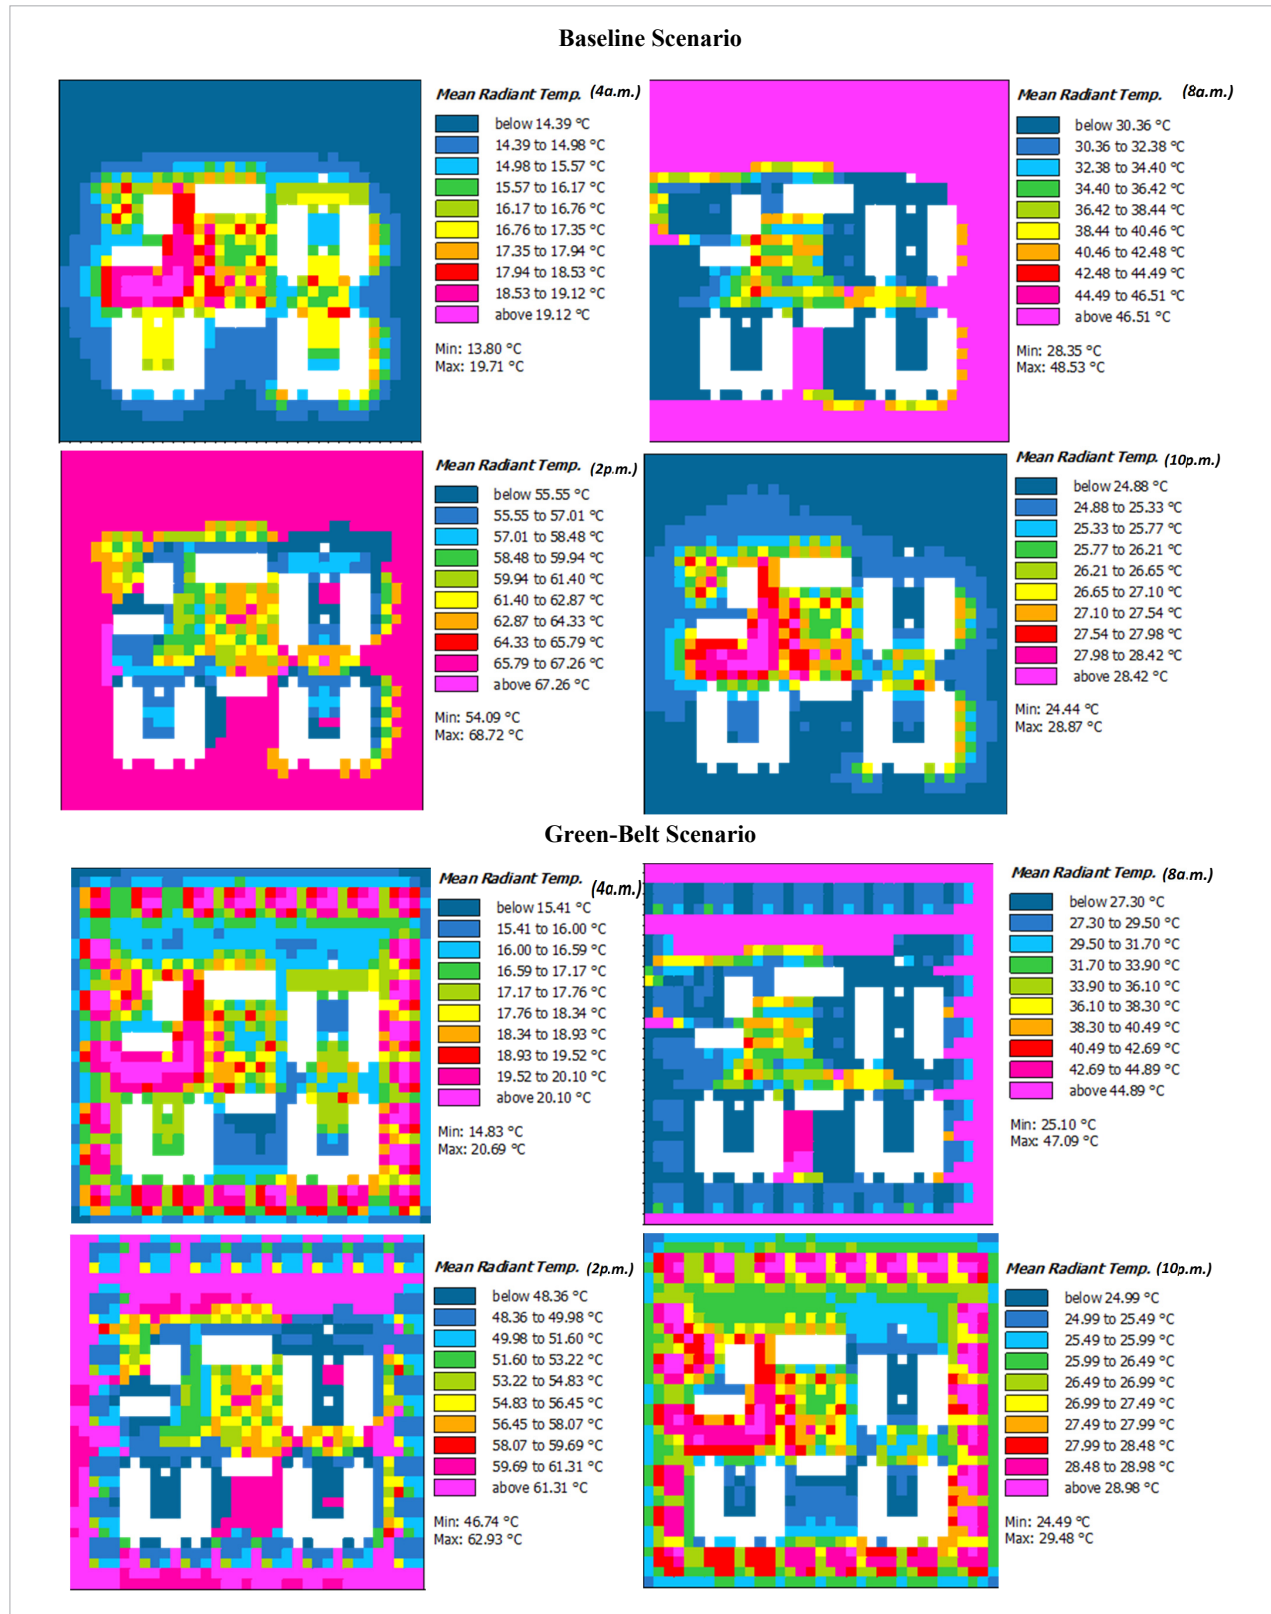 Baseline Scenario
Mean Radiant Temp. (4a.m.)
below 14.39 °C
14.39 to 14.98 °C
14.98 to 15.57 °C
15.57 to 16.17 °C
16.17 to 16.76 °C
16.76 to 17.35 °C
17.35 to 17.94 °C
17.94 to 18.53 °C
18.53 to 19.12 °C
above 19.12 °C
Min: 13.80 °C
Max: 19.71 °C
Mean Radiant Temp. (8a.m.)
below 30.36 °C
30.36 to 32.38 °C
32.38 to 34.40 °C
34.40 to 36.42 °C
36.42 to 38.44 °C
38.44 to 40.46 °C
40.46 to 42.48 °C
42.48 to 44.49 °C
44.49 to 46.51 °C
above 46.51 °C
Min: 28.35 °C
Max: 48.53 °C
Mean Radiant Temp. (2p.m.)
below 55.55 °C
55.55 to 57.01 °C
57.01 to 58.48 °C
58.48 to 59.94 °C
59.94 to 61.40 °C
61.40 to 62.87 °C
62.87 to 64.33 °C
64.33 to 65.79 °C
65.79 to 67.26 °C
above 67.26 °C
Min: 54.09 °C
Max: 68.72 °C
Mean Radiant Temp. (10p.m.)
below 24.88 °C
24.88 to 25.33 °C
25.33 to 25.77 °C
25.77 to 26.21 °C
26.21 to 26.65 °C
26.65 to 27.10 °C
27.10 to 27.54 °C
27.54 to 27.98 °C
27.98 to 28.42 °C
above 28.42 °C
Min: 24.44 °C
Max: 28.87 °C
Green-Belt Scenario
Mean Radiant Temp. (4a.m.)
below 15.41 °C
15.41 to 16.00 °C
16.00 to 16.59 °C
16.59 to 17.17 °C
17.17 to 17.76 °C
17.76 to 18.34 °C
18.34 to 18.93 °C
18.93 to 19.52 °C
19.52 to 20.10 °C
above 20.10 °C
Min: 14.83 °C
Max: 20.69 °C
Mean Radiant Temp. (8a.m.)
below 27.30 °C
27.30 to 29.50 °C
29.50 to 31.70 °C
31.70 to 33.90 °C
33.90 to 36.10 °C
36.10 to 38.30 °C
38.30 to 40.49 °C
40.49 to 42.69 °C
42.69 to 44.89 °C
above 44.89 °C
Min: 25.10 °C
Max: 47.09 °C
Mean Radiant Temp. (2p.m.)
below 48.36 °C
48.36 to 49.98 °C
49.98 to 51.60 °C
51.60 to 53.22 °C
53.22 to 54.83 °C
54.83 to 56.45 °C
56.45 to 58.07 °C
58.07 to 59.69 °C
59.69 to 61.31 °C
above 61.31 °C
Min: 46.74 °C
Max: 62.93 °C
Mean Radiant Temp. (10p.m.)
below 24.99 °C
24.99 to 25.49 °C
25.49 to 25.99 °C
25.99 to 26.49 °C
26.49 to 26.99 °C
26.99 to 27.49 °C
27.49 to 27.99 °C
27.99 to 28.48 °C
28.48 to 28.98 °C
above 28.98 °C
Min: 24.49 °C
Max: 29.48 °C